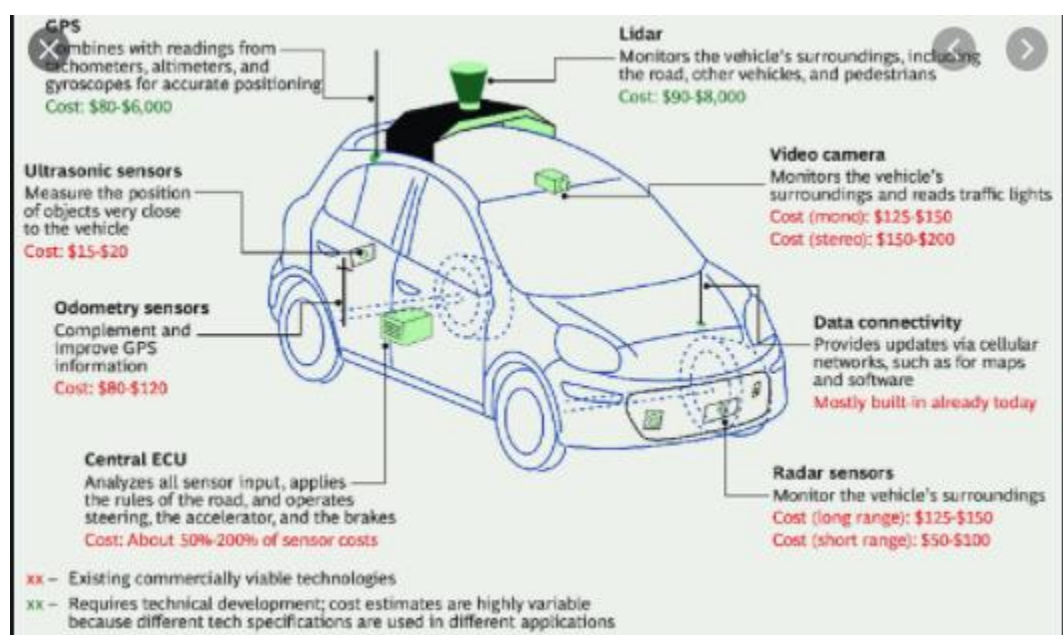 GPS
Combines with readings from
tachometers, altimeters, and
gyroscopes for accurate positioning
Cost: $80-$6,000
Lidar
Monitors the vehicle's surroundings, including
the road, other vehicles, and pedestrians
Cost: $90-$8,000
Ultrasonic sensors
Measure the position
of objects very close
to the vehicle
Cost: $15-$20
Video camera
Monitors the vehicle's
surroundings and reads traffic lights
Cost (mono): $125-$150
Cost (stereo): $150-$200
Odometry sensors
Complement and
improve GPS
information
Cost: $80-$120
Data connectivity
Provides updates via cellular
networks, such as for maps
and software
Mostly built-in already today
Central ECU
Analyzes all sensor input, applies
the rules of the road, and operates
steering, the accelerator, and the brakes
Cost: About 50%-200% of sensor costs
Radar sensors
Monitor the vehicle's surroundings
Cost (long range): $125-$150
Cost (short range): $50-$100
xx – Existing commercially viable technologies
xx – Requires technical development; cost estimates are highly variable
because different tech specifications are used in different applications